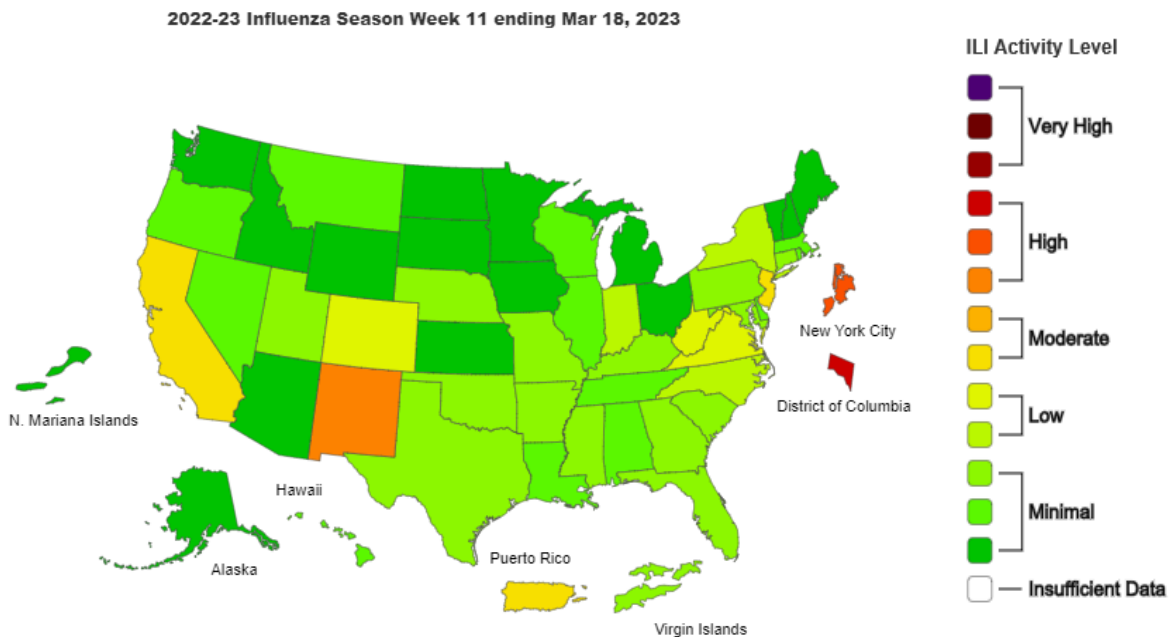 2022-23 Influenza Season Week 11 ending Mar 18, 2023
ILI Activity Level
Very High
High
Moderate
Low
Minimal
Insufficient Data
New York City
District of Columbia
N. Mariana Islands
Hawaii
Alaska
Puerto Rico
Virgin Islands